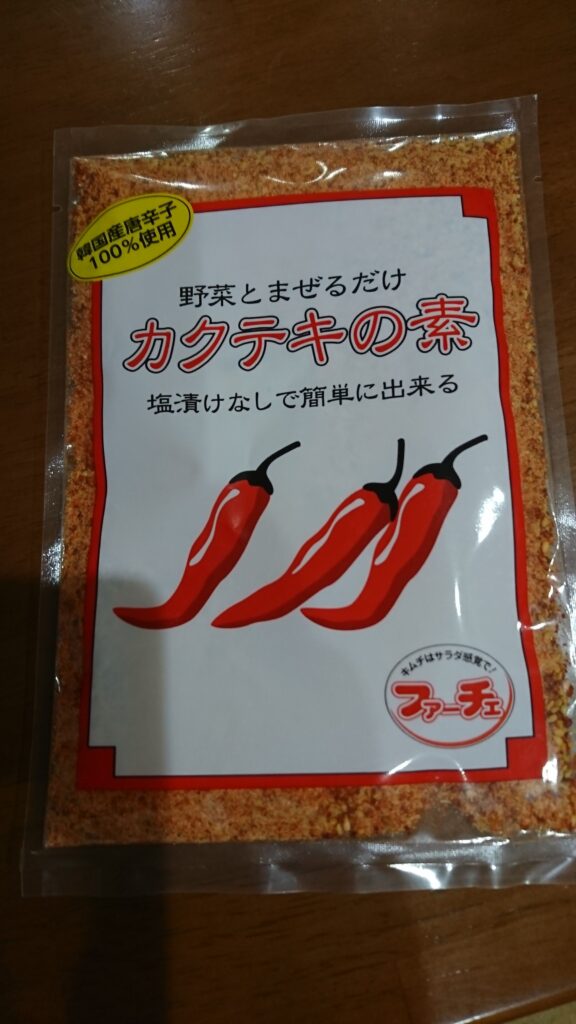 韓国産唐辛子
100％使用
野菜とまぜるだけ
カクテキの素
塩漬けなしで簡単に出来る
キムチはサラダ感覚で!
ファーチェ